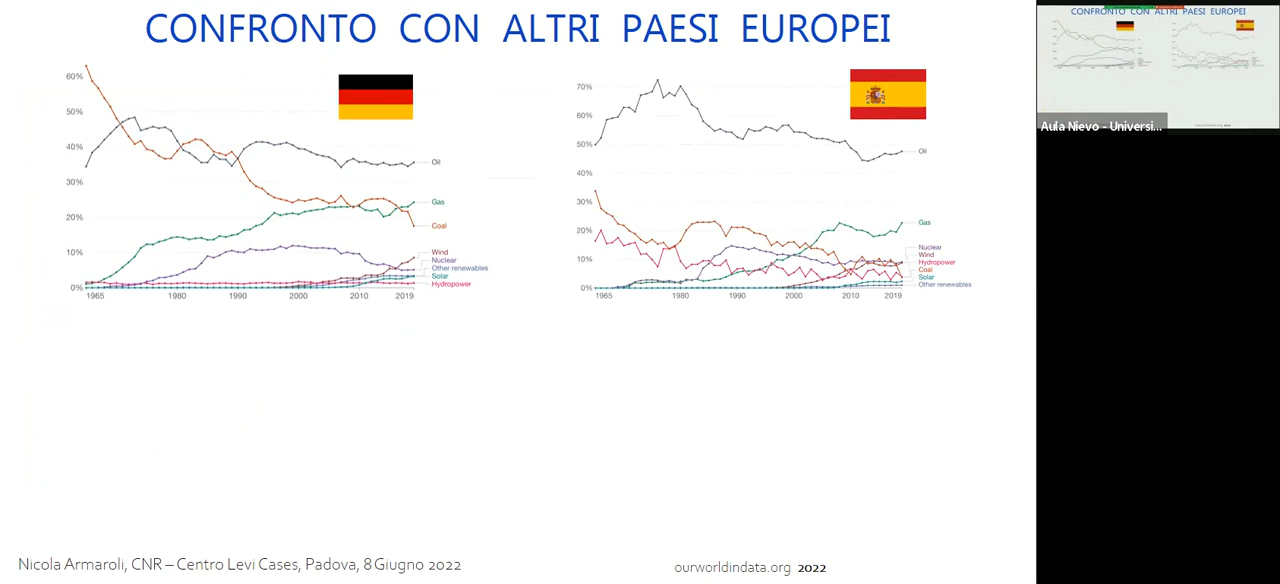 CONFRONTO CON ALTRI PAESI EUROPEI
60%
50%
40%
30%
20%
10%
0%
1965
1980
1990
2000
2010
2019
Oil
Gas
Coal
Wind
Nuclear
Other renewables
Solar
Hydropower
70%
60%
50%
40%
30%
20%
10%
0%
1965
1980
1990
2000
2010
2019
Oil
Gas
Nuclear
Wind
Hydropower
Coal
Solar
Other renewables
Nicola Armaroli, CNR – Centro Levi Cases, Padova, 8 Giugno 2022
ourworldindata.org 2022
CONFRONTO CON ALTRI PAESI EUROPEI
Aula Nievo - Universi...